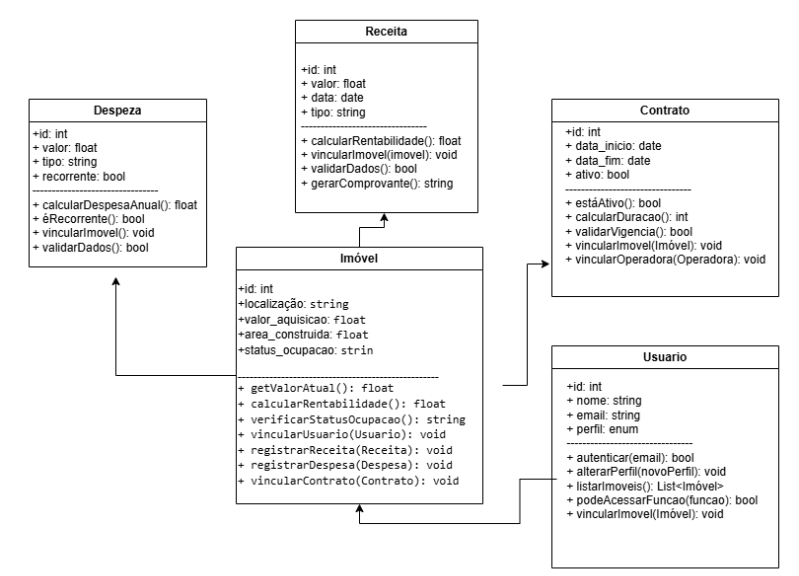 Receita
+id: int
+ valor: float
+ data: date
+ tipo: string
--------------------------------
+ calcularRentabilidade(): float
+ vincularImovel(imovel): void
+ validarDados(): bool
+ gerarComprovante(): string
Despeza
+id: int
+ valor: float
+ tipo: string
+ recorrente: bool
--------------------------------
+ calcularDespesaAnual(): float
+ éRecorrente(): bool
+ vincularImovel(): void
+ validarDados(): bool
Contrato
+id: int
+ data_inicio: date
+ data_fim: date
+ ativo: bool
--------------------------------
+ estáAtivo(): bool
+ calcularDuracao(): int
+ validarVigencia(): bool
+ vincularImovel(Imóvel): void
+ vincularOperadora(Operadora): void
Imóvel
+id: int
+localização: string
+valor_aquisicao: float
+area_construida: float
+status_ocupacao: strin
--------------------------------------------------
+ getValorAtual(): float
+ calcularRentabilidade(): float
+ verificarStatusOcupacao(): string
+ vincularUsuario(Usuario): void
+ registrarReceita(Receita): void
+ registrarDespesa(Despesa): void
+ vincularContrato(Contrato): void
Usuario
+id: int
+ nome: string
+ email: string
+ perfil: enum
--------------------------------
+ autenticar(email): bool
+ alterarPerfil(novoPerfil): void
+ listarImoveis(): List<Imóvel>
+ podeAcessarFuncao(funcao): bool
+ vincularImovel(Imóvel): void